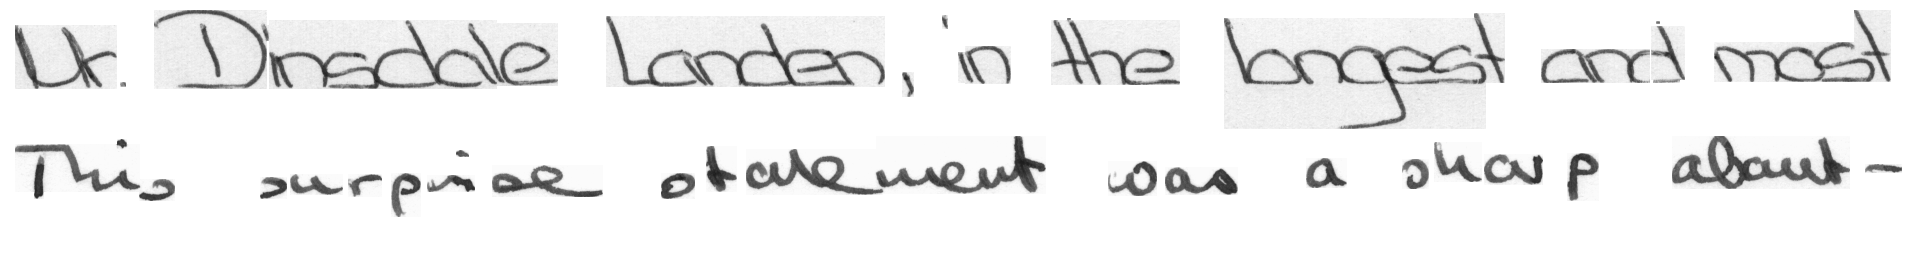 Mr. Dinsdale Landen, in the longest and most
This surprise statement was a sharp about-